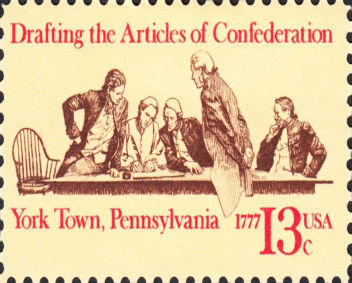 Drafting the Articles of Confederation
York Town, Pennsylvania 1777 13c USA